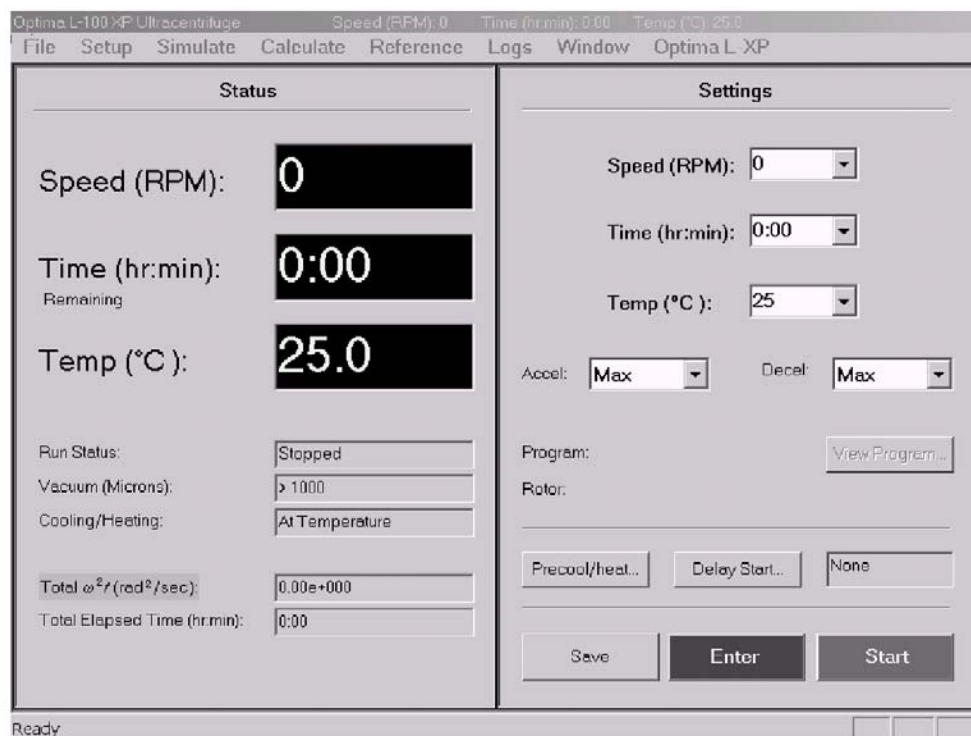 Optima L-100 XP Ultracentrifuge Speed (RPM): 0 Time (hr:min): 0:00 Temp (°C): 25.0
File Setup Simulate Calculate Reference Logs Window Optima L-XP
Status
Speed (RPM): 0
Time (hr:min): 0:00
Remaining
Temp (°C ): 25.0
Run Status: Stopped
Vacuum (Microns): > 1000
Cooling/Heating: At Temperature
Total ω²t (rad²/sec): 0.00e+000
Total Elapsed Time (hr:min): 0:00
Settings
Speed (RPM): 0
Time (hr:min): 0:00
Temp (°C ): 25
Accel: Max Decel: Max
Program: View Program...
Rotor:
Precool/heat... Delay Start... None
Save Enter Start
Ready